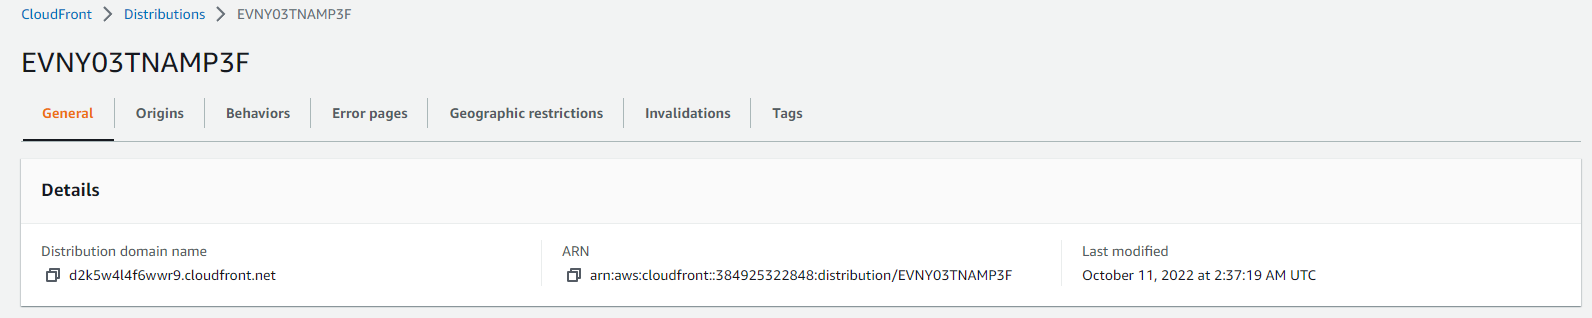 CloudFront > Distributions > EVNY03TNAMP3F
EVNY03TNAMP3F
General Origins Behaviors Error pages Geographic restrictions Invalidations Tags
Details
Distribution domain name ARN Last modified
d2k5w4l4f6wwr9.cloudfront.net arn:aws:cloudfront::384925322848:distribution/EVNY03TNAMP3F October 11, 2022 at 2:37:19 AM UTC